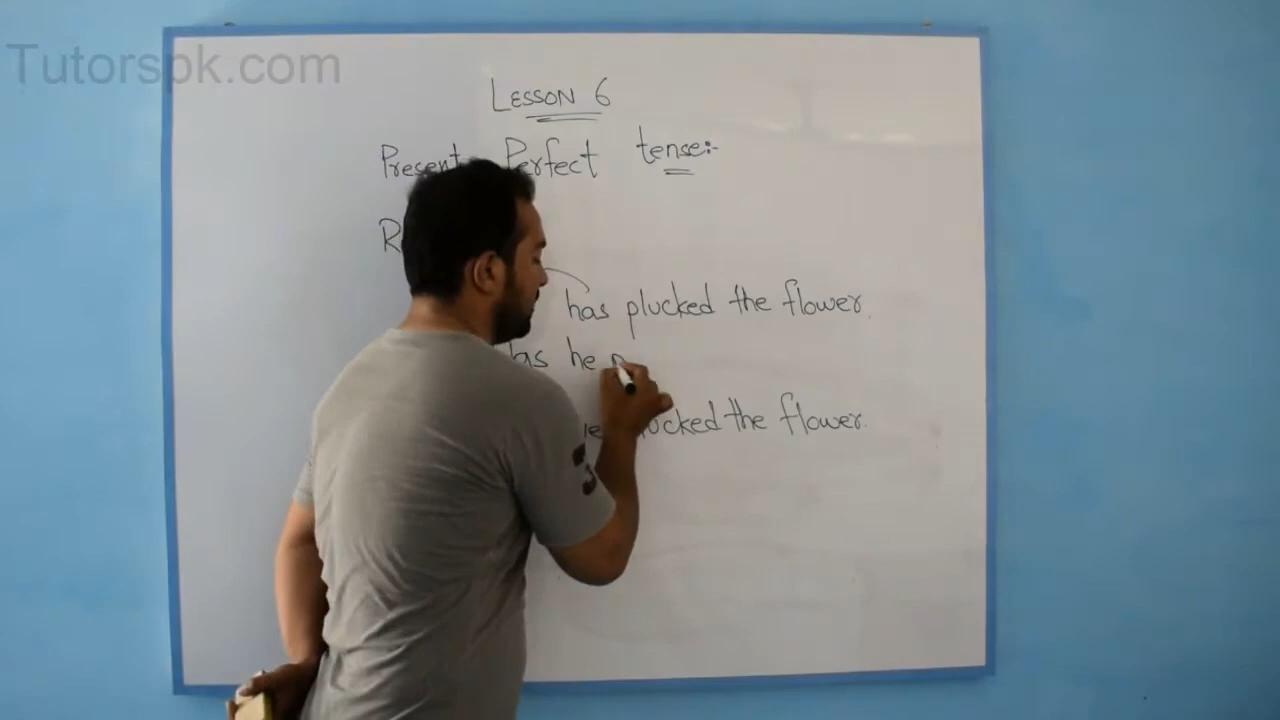 Tutorspk.com
LESSON 6
Present Perfect tense:-
has plucked the flower.
has he
plucked the flower.